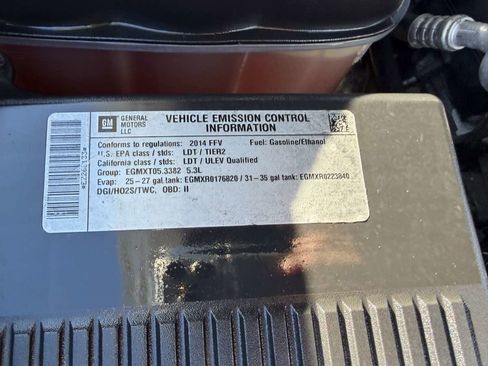 GM
GENERAL MOTORS LLC
VEHICLE EMISSION CONTROL INFORMATION
Conforms to regulations: 2014 FFV Fuel: Gasoline/Ethanol
U.S. EPA class / stds: LDT / TIER2
California class / stds: LDT / ULEV Qualified
Group: EGMXT05.3382 5.3L
Evap: 25-27 gal tank: EGMXR0176820 / 31-35 gal tank: EGMXR0223840
DGI/HO2S/TWC, OBD: II